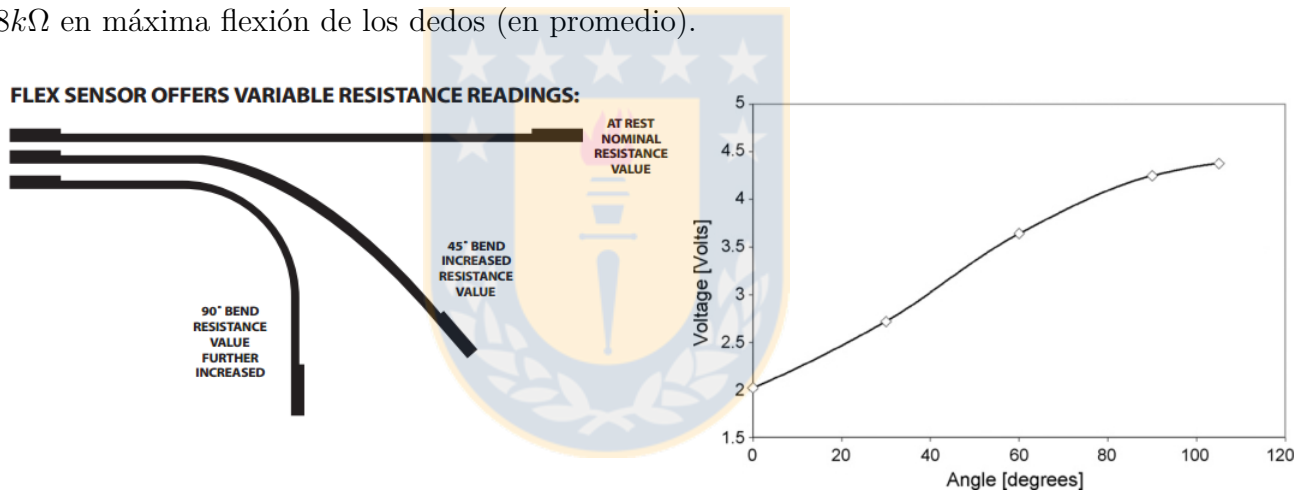 8kΩ en máxima flexión de los dedos (en promedio).
FLEX SENSOR OFFERS VARIABLE RESISTANCE READINGS:
AT REST
NOMINAL
RESISTANCE
VALUE
45° BEND
INCREASED
RESISTANCE
VALUE
90° BEND
RESISTANCE
VALUE
FURTHER
INCREASED
5
4.5
4
3.5
3
2.5
2
1.5
Voltage [Volts]
0 20 40 60 80 100 120
Angle [degrees]